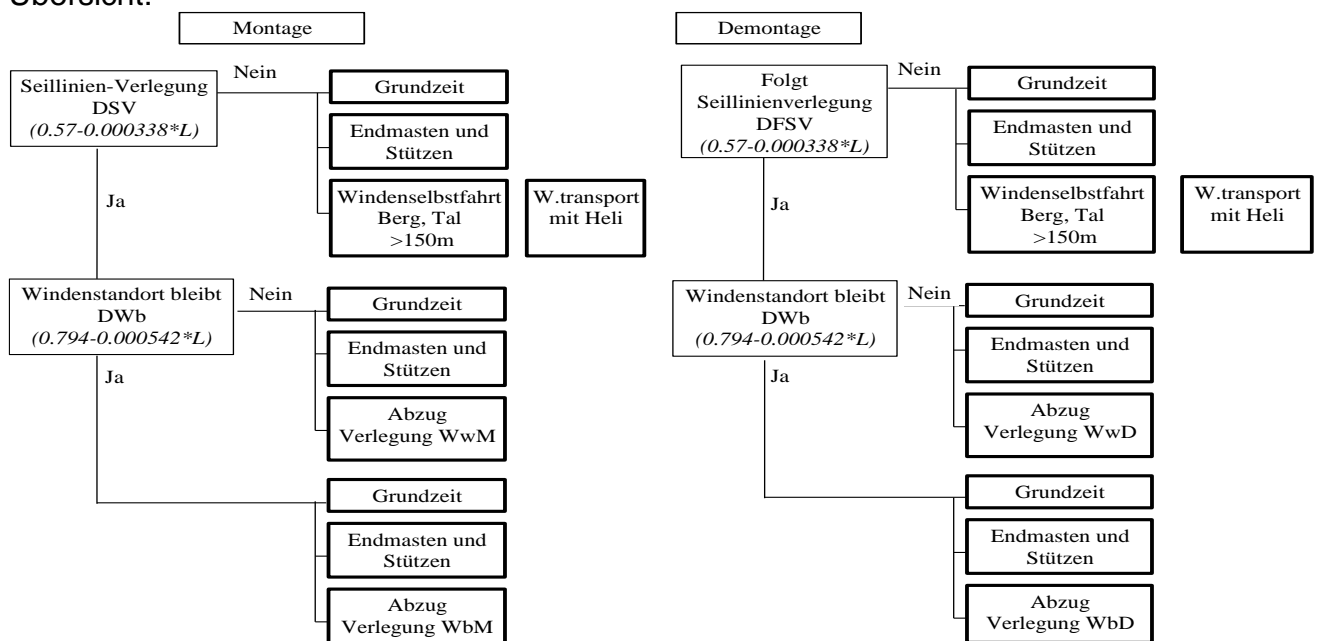 Übersicht:
Montage
Nein
Seillinien-Verlegung
DSV
(0.57-0.000338*L)
Grundzeit
Endmasten und
Stützen
Windenselbstfahrt
Berg, Tal
>150m
W.transport
mit Heli
Ja
Windenstandort bleibt
DWb
(0.794-0.000542*L)
Nein
Grundzeit
Endmasten und
Stützen
Abzug
Verlegung WwM
Ja
Grundzeit
Endmasten und
Stützen
Abzug
Verlegung WbM
Demontage
Nein
Folgt
Seillinienverlegung
DFSV
(0.57-0.000338*L)
Grundzeit
Endmasten und
Stützen
Windenselbstfahrt
Berg, Tal
>150m
W.transport
mit Heli
Ja
Windenstandort bleibt
DWb
(0.794-0.000542*L)
Nein
Grundzeit
Endmasten und
Stützen
Abzug
Verlegung WwD
Ja
Grundzeit
Endmasten und
Stützen
Abzug
Verlegung WbD